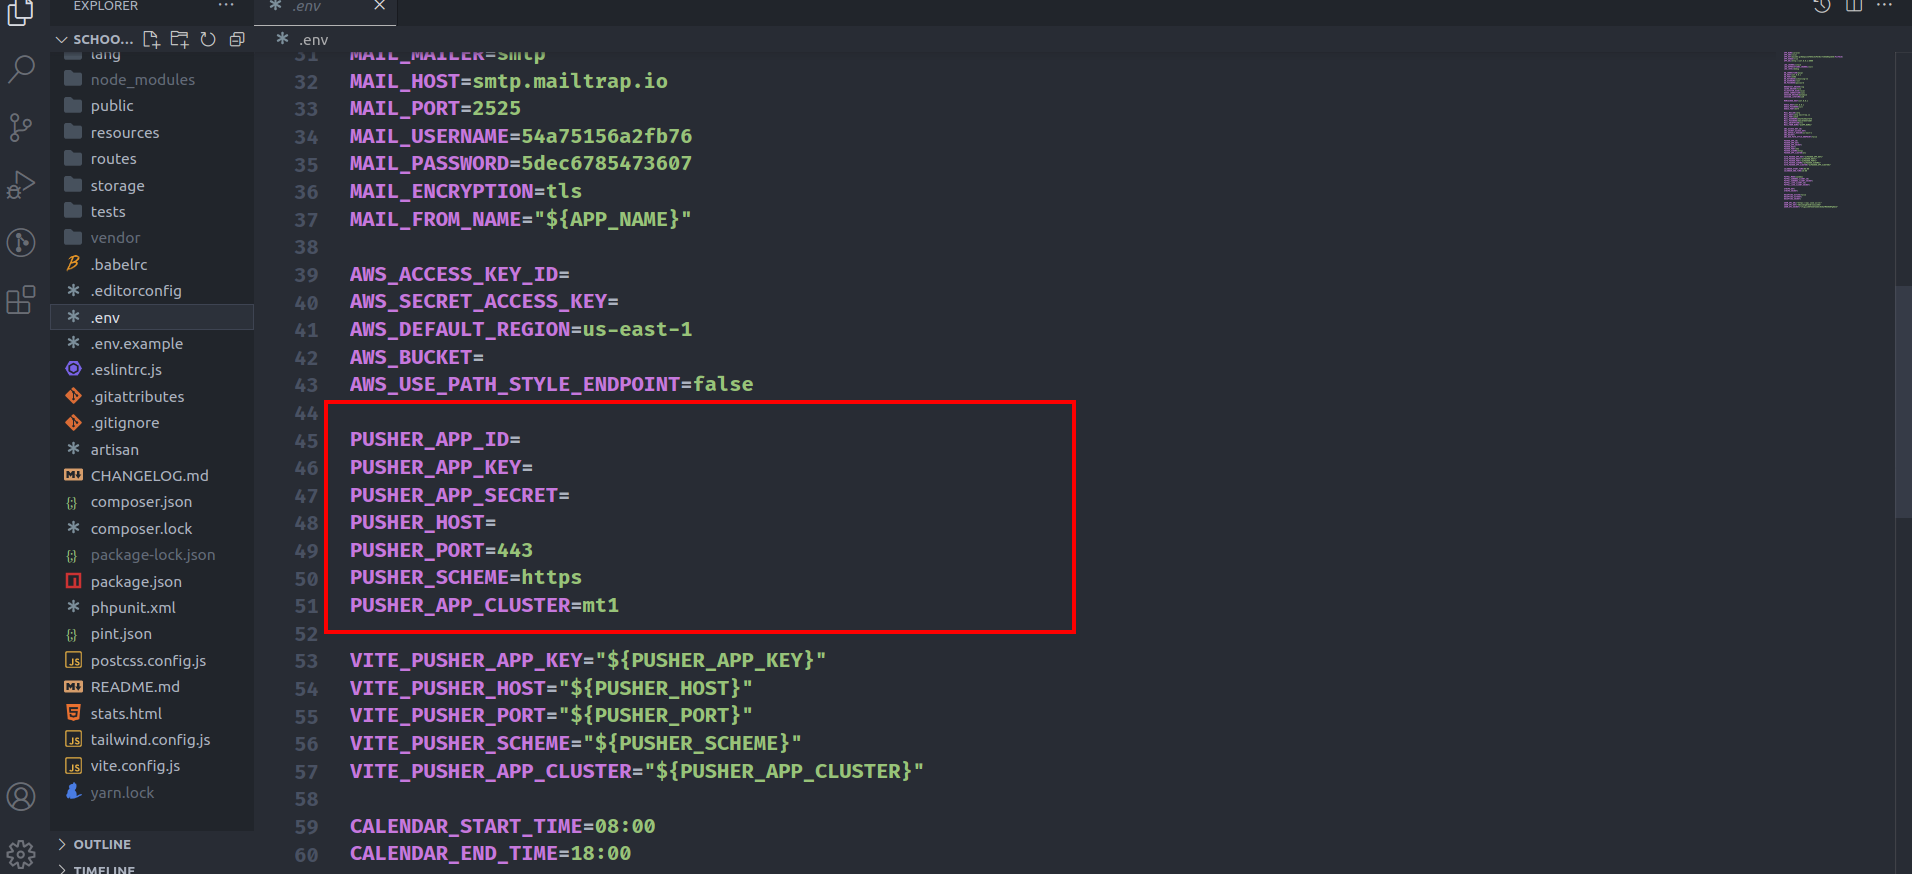 EXPLORER
···
.env
SCHOO...
lang
node_modules
public
resources
routes
storage
tests
vendor
.babelrc
.editorconfig
.env
.env.example
.eslintrc.js
.gitattributes
.gitignore
artisan
CHANGELOG.md
composer.json
composer.lock
package-lock.json
package.json
phpunit.xml
pint.json
postcss.config.js
README.md
stats.html
tailwind.config.js
vite.config.js
yarn.lock
OUTLINE
TIMELINE
.env
31 MAIL_MAILER=smtp
32 MAIL_HOST=smtp.mailtrap.io
33 MAIL_PORT=2525
34 MAIL_USERNAME=54a75156a2fb76
35 MAIL_PASSWORD=5dec6785473607
36 MAIL_ENCRYPTION=tls
37 MAIL_FROM_NAME="${APP_NAME}"
38
39 AWS_ACCESS_KEY_ID=
40 AWS_SECRET_ACCESS_KEY=
41 AWS_DEFAULT_REGION=us-east-1
42 AWS_BUCKET=
43 AWS_USE_PATH_STYLE_ENDPOINT=false
44
45 PUSHER_APP_ID=
46 PUSHER_APP_KEY=
47 PUSHER_APP_SECRET=
48 PUSHER_HOST=
49 PUSHER_PORT=443
50 PUSHER_SCHEME=https
51 PUSHER_APP_CLUSTER=mt1
52
53 VITE_PUSHER_APP_KEY="${PUSHER_APP_KEY}"
54 VITE_PUSHER_HOST="${PUSHER_HOST}"
55 VITE_PUSHER_PORT="${PUSHER_PORT}"
56 VITE_PUSHER_SCHEME="${PUSHER_SCHEME}"
57 VITE_PUSHER_APP_CLUSTER="${PUSHER_APP_CLUSTER}"
58
59 CALENDAR_START_TIME=08:00
60 CALENDAR_END_TIME=18:00